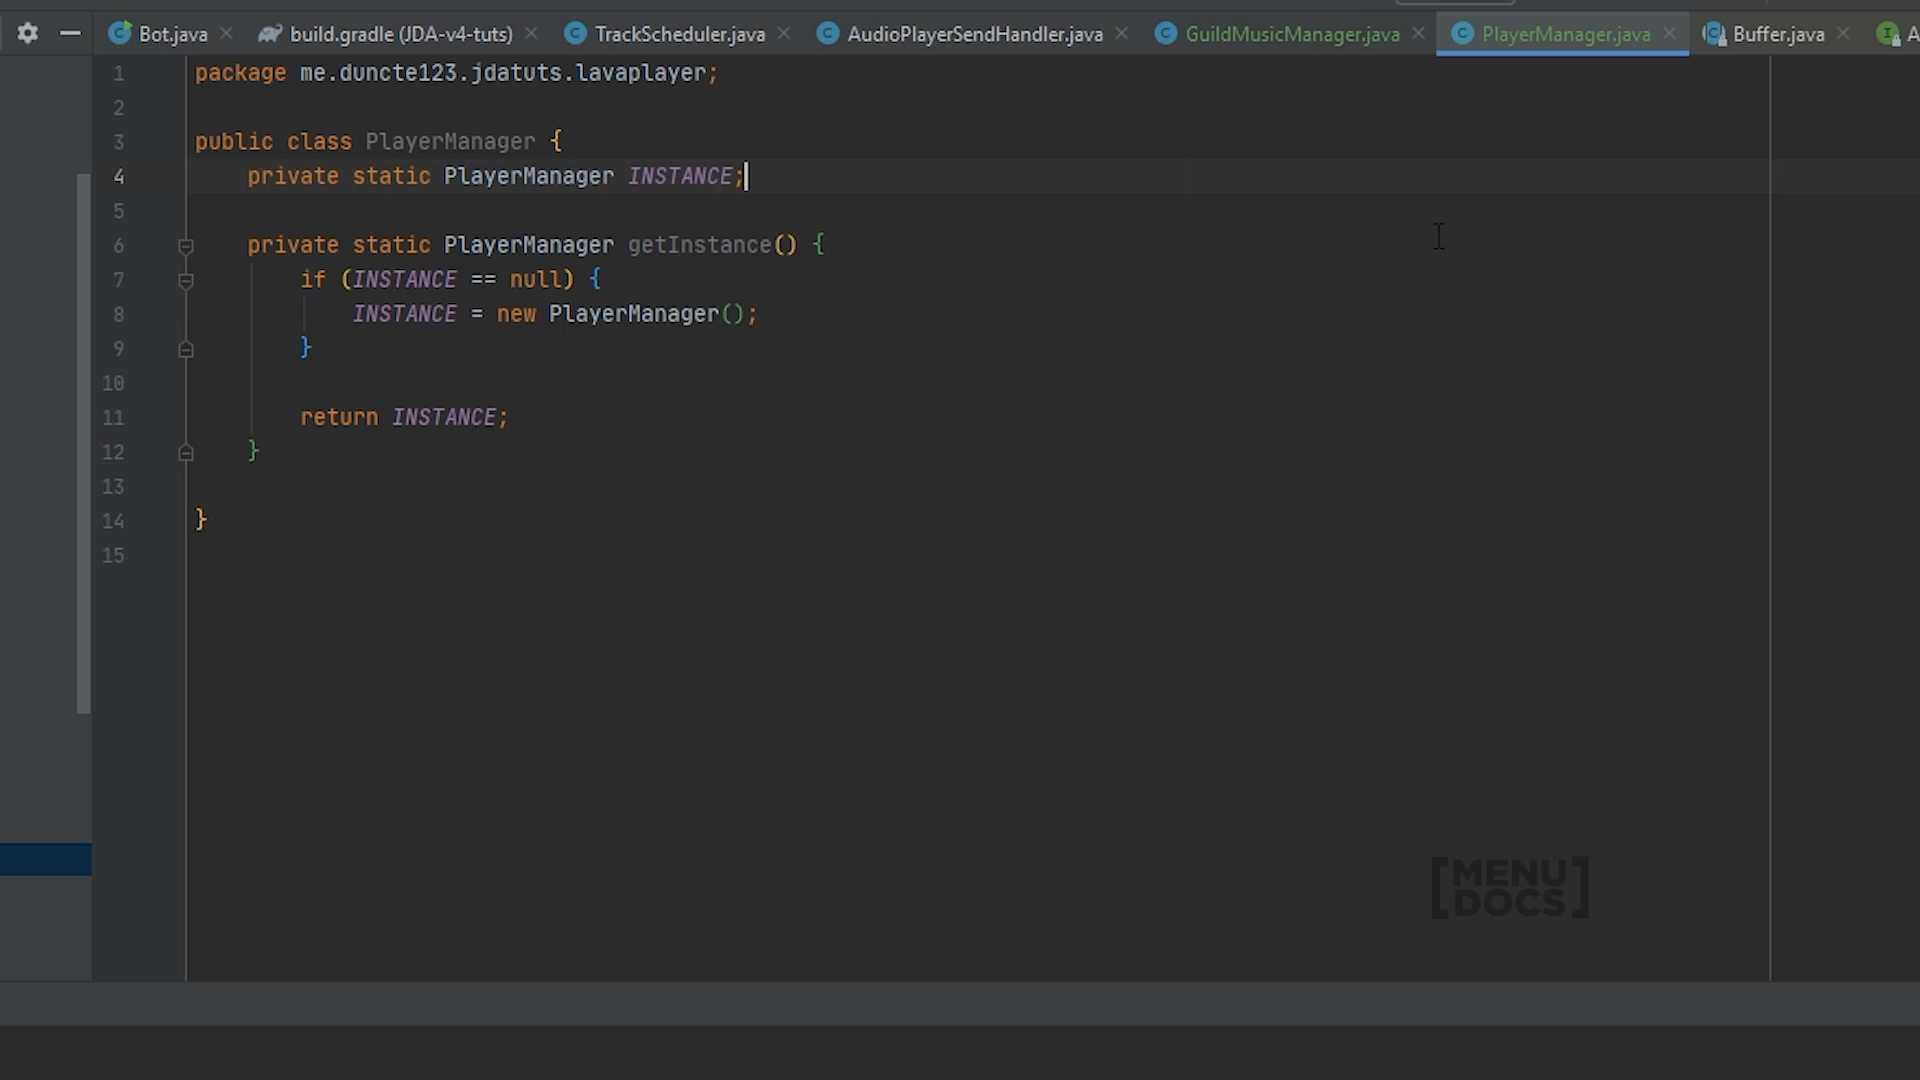 Bot.java build.gradle (JDA-v4-tuts) TrackScheduler.java AudioPlayerSendHandler.java GuildMusicManager.java PlayerManager.java Buffer.java A
1 package me.duncte123.jdatuts.lavaplayer;
2
3 public class PlayerManager {
4 private static PlayerManager INSTANCE;
5
6 private static PlayerManager getInstance() {
7 if (INSTANCE == null) {
8 INSTANCE = new PlayerManager();
9 }
10
11 return INSTANCE;
12 }
13
14 }
15
[MENU
DOCS]